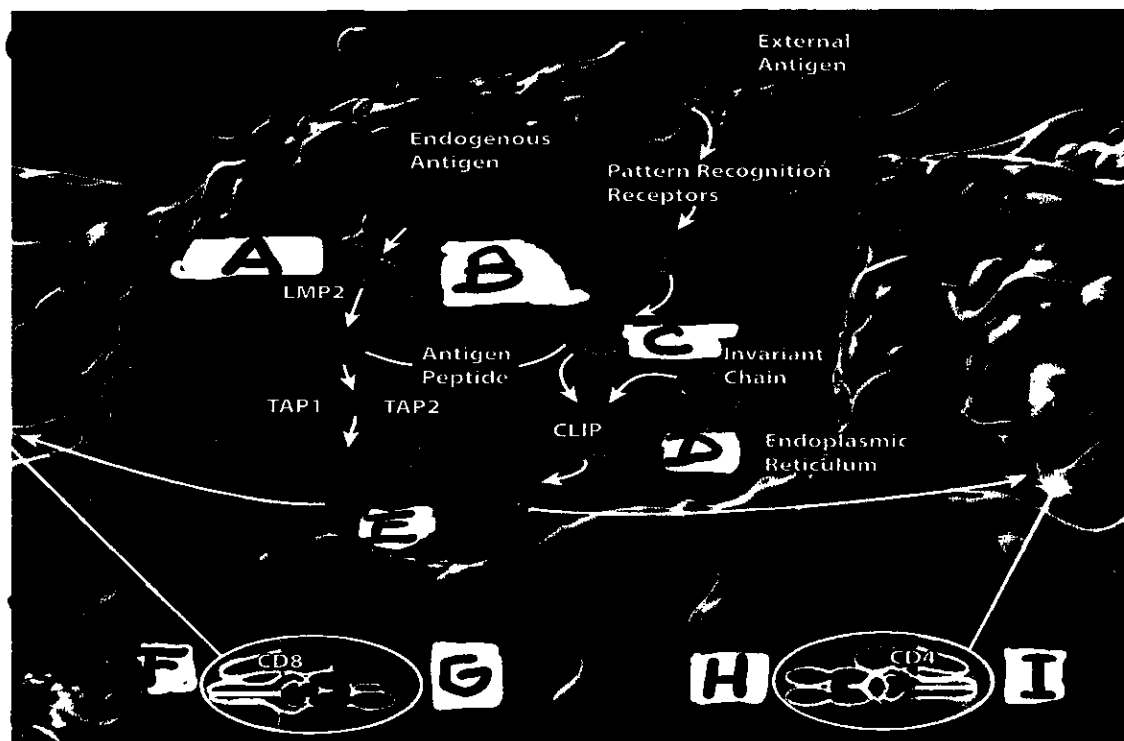 External
Antigen
Endogenous
Antigen
Pattern Recognition
Receptors
A
B
LMP2
C
Antigen
Peptide
Invariant
Chain
TAP1
TAP2
CLIP
D
Endoplasmic
Reticulum
E
F
CD8
G
H
CD4
I